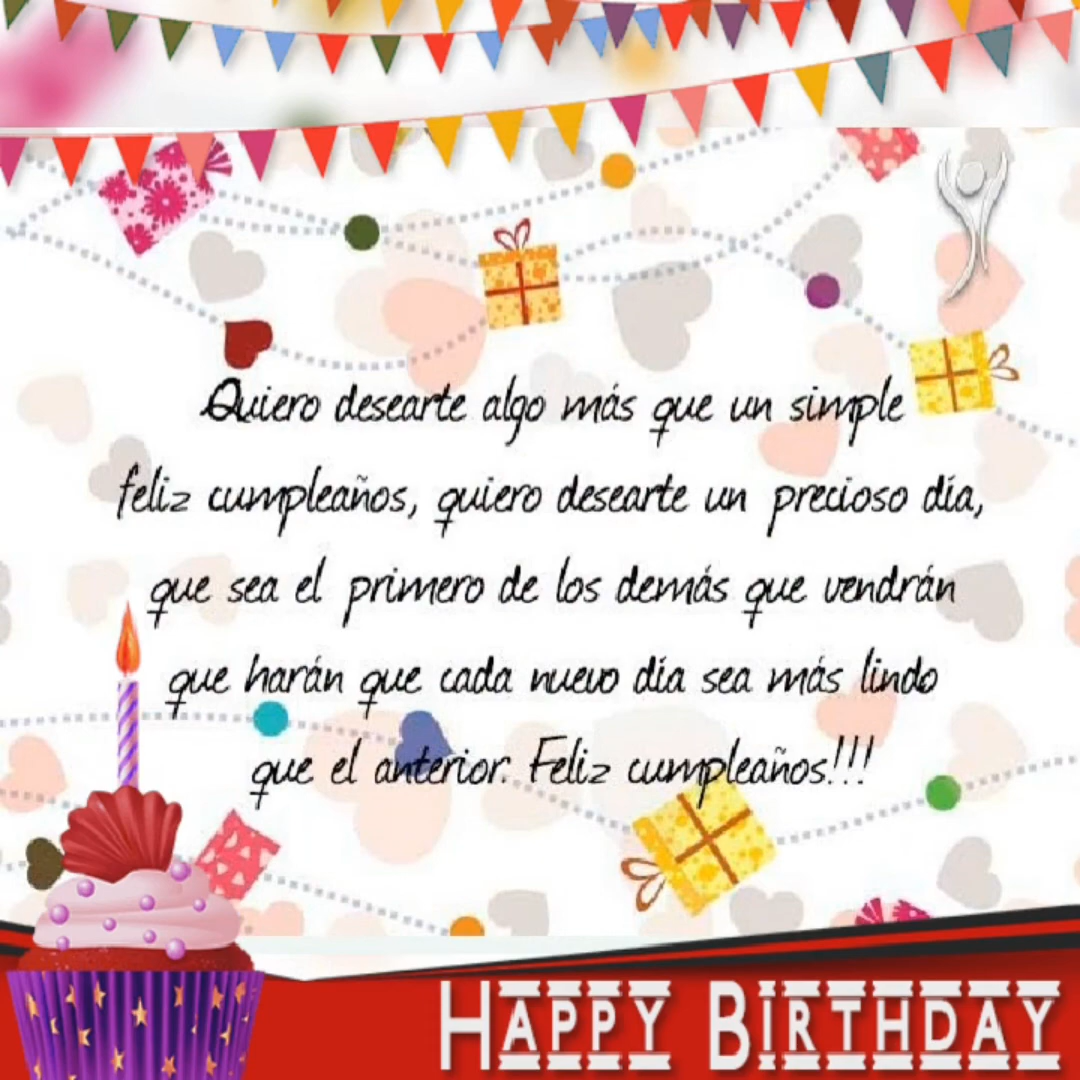 Quiero desearte algo más que un simple
feliz cumpleaños, quiero desearte un precioso día,
que sea el primero de los demás que vendrán
que harán que cada nuevo día sea más lindo
que el anterior. Feliz cumpleaños!!!
HAPPY BIRTHDAY